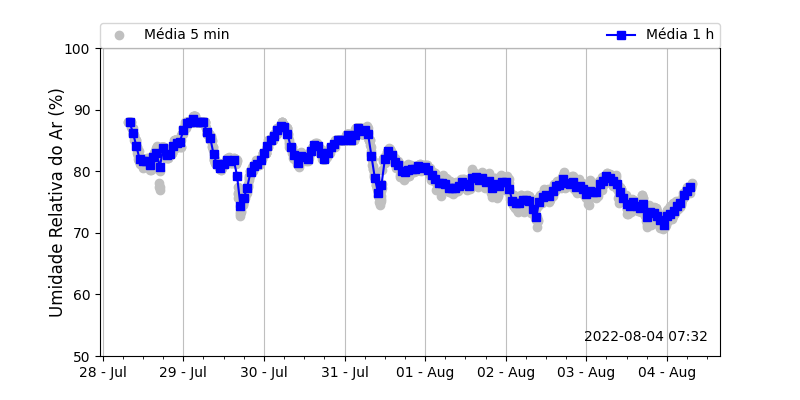 Média 5 min
Média 1 h
Umidade Relativa do Ar (%)
100
90
80
70
60
50
2022-08-04 07:32
28 - Jul
29 - Jul
30 - Jul
31 - Jul
01 - Aug
02 - Aug
03 - Aug
04 - Aug